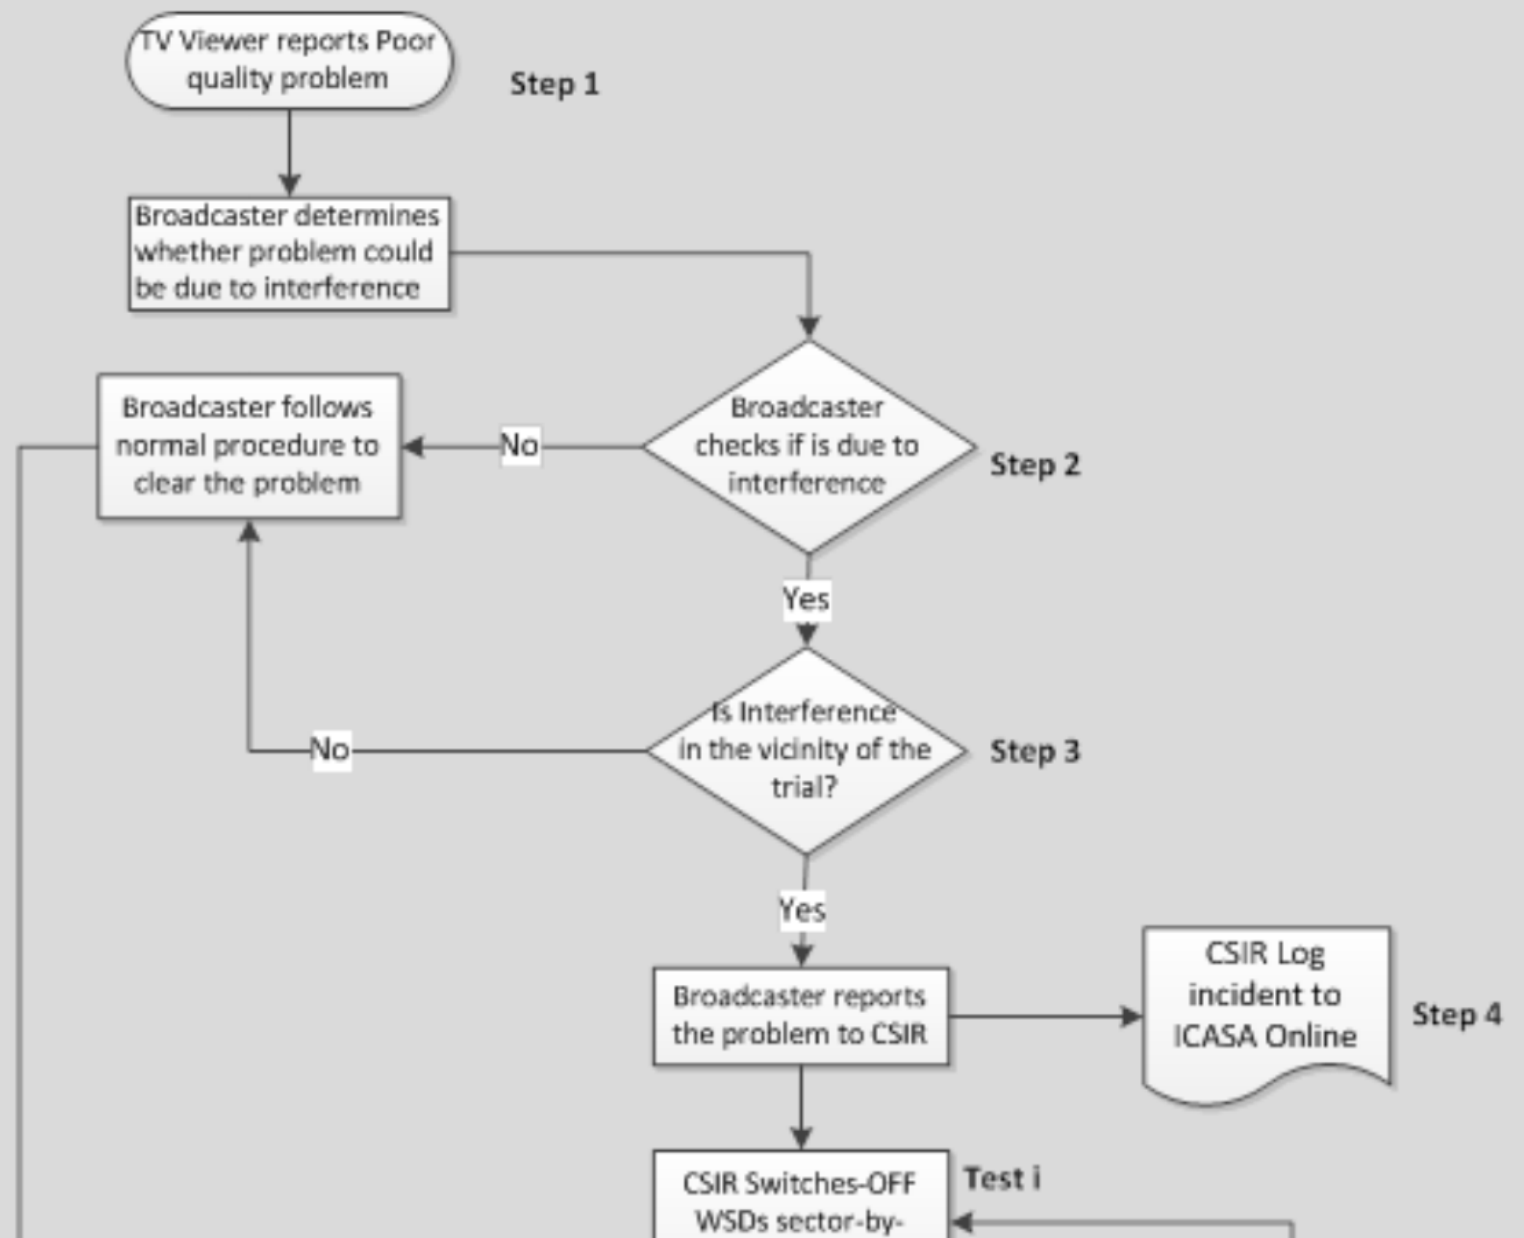 TV Viewer reports Poor
quality problem
Step 1
Broadcaster determines
whether problem could
be due to interference
Broadcaster follows
normal procedure to
clear the problem
No
Broadcaster
checks if is due to
interference
Step 2
Yes
Is Interference
in the vicinity of the
trial?
Step 3
No
Yes
Broadcaster reports
the problem to CSIR
CSIR Log
incident to
ICASA Online
Step 4
CSIR Switches-OFF
WSDs sector-by-
Test i